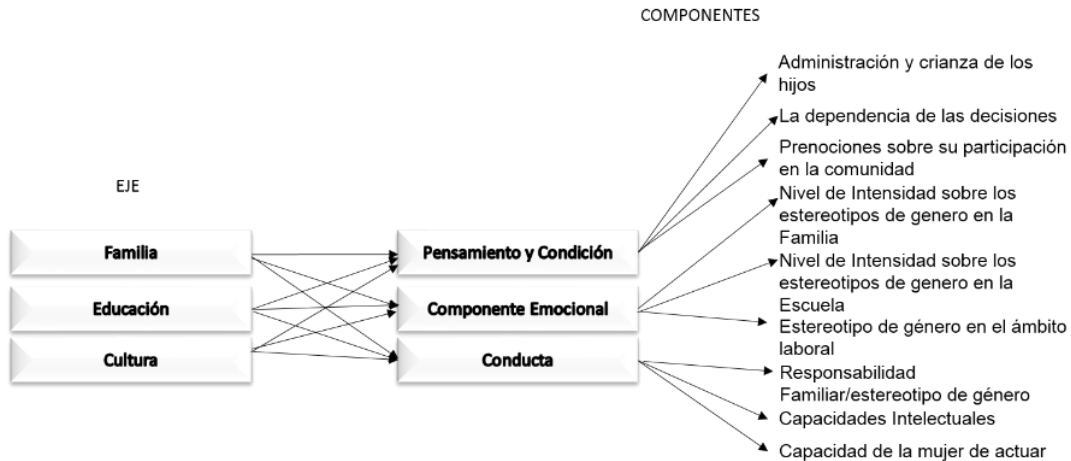 COMPONENTES
EJE
Familia
Educación
Cultura
Pensamiento y Condición
Componente Emocional
Conducta
Administración y crianza de los
hijos
La dependencia de las decisiones
Prenociones sobre su participación
en la comunidad
Nivel de Intensidad sobre los
estereotipos de genero en la
Familia
Nivel de Intensidad sobre los
estereotipos de genero en la
Escuela
Estereotipo de género en el ámbito
laboral
Responsabilidad
Familiar/estereotipo de género
Capacidades Intelectuales
Capacidad de la mujer de actuar